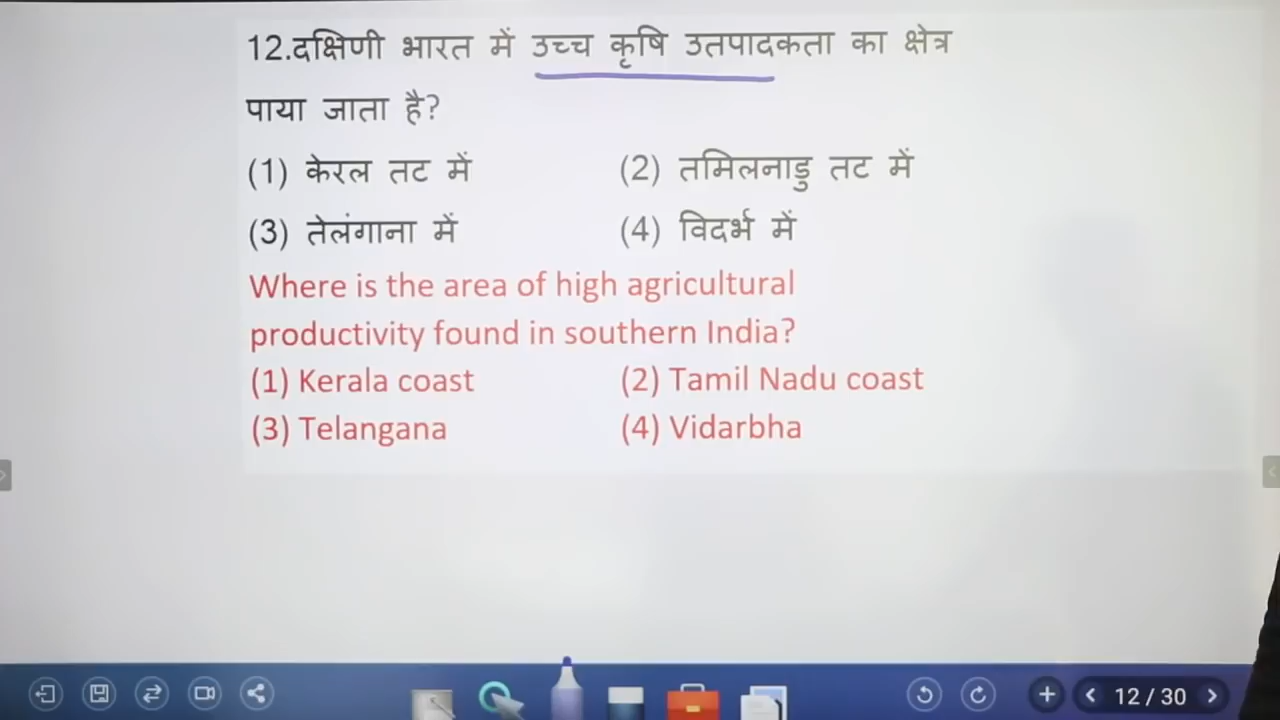 12.दक्षिणी भारत में उच्च कृषि उतपादकता का क्षेत्र
पाया जाता है?
(1) केरल तट में (2) तमिलनाडु तट में
(3) तेलंगाना में (4) विदर्भ में
Where is the area of high agricultural
productivity found in southern India?
(1) Kerala coast (2) Tamil Nadu coast
(3) Telangana (4) Vidarbha
12 / 30